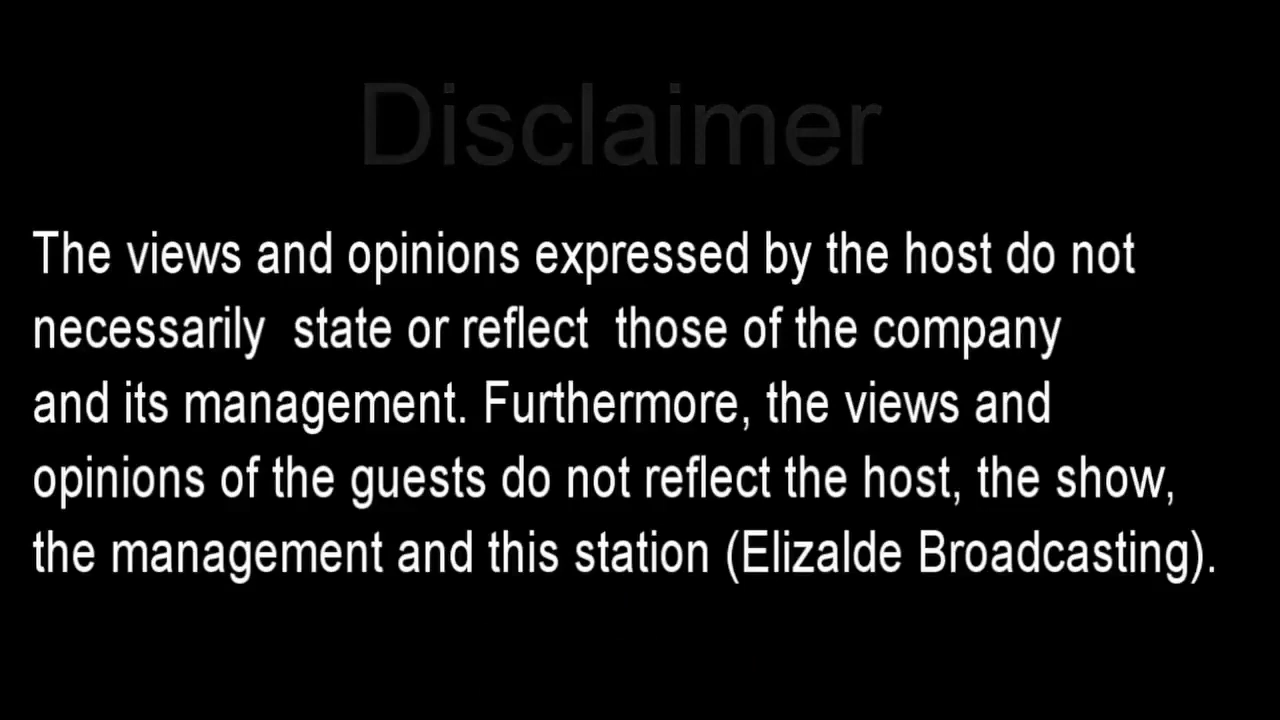 Disclaimer
The views and opinions expressed by the host do not
necessarily  state or reflect  those of the company
and its management. Furthermore, the views and
opinions of the guests do not reflect the host, the show,
the management and this station (Elizalde Broadcasting).